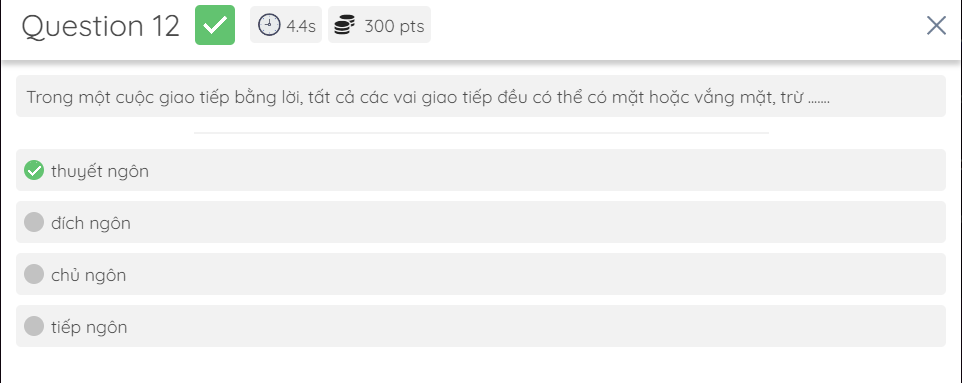 Question 12 4.4s 300 pts
Trong một cuộc giao tiếp bằng lời, tất cả các vai giao tiếp đều có thể có mặt hoặc vắng mặt, trừ .......
thuyết ngôn
đích ngôn
chủ ngôn
tiếp ngôn